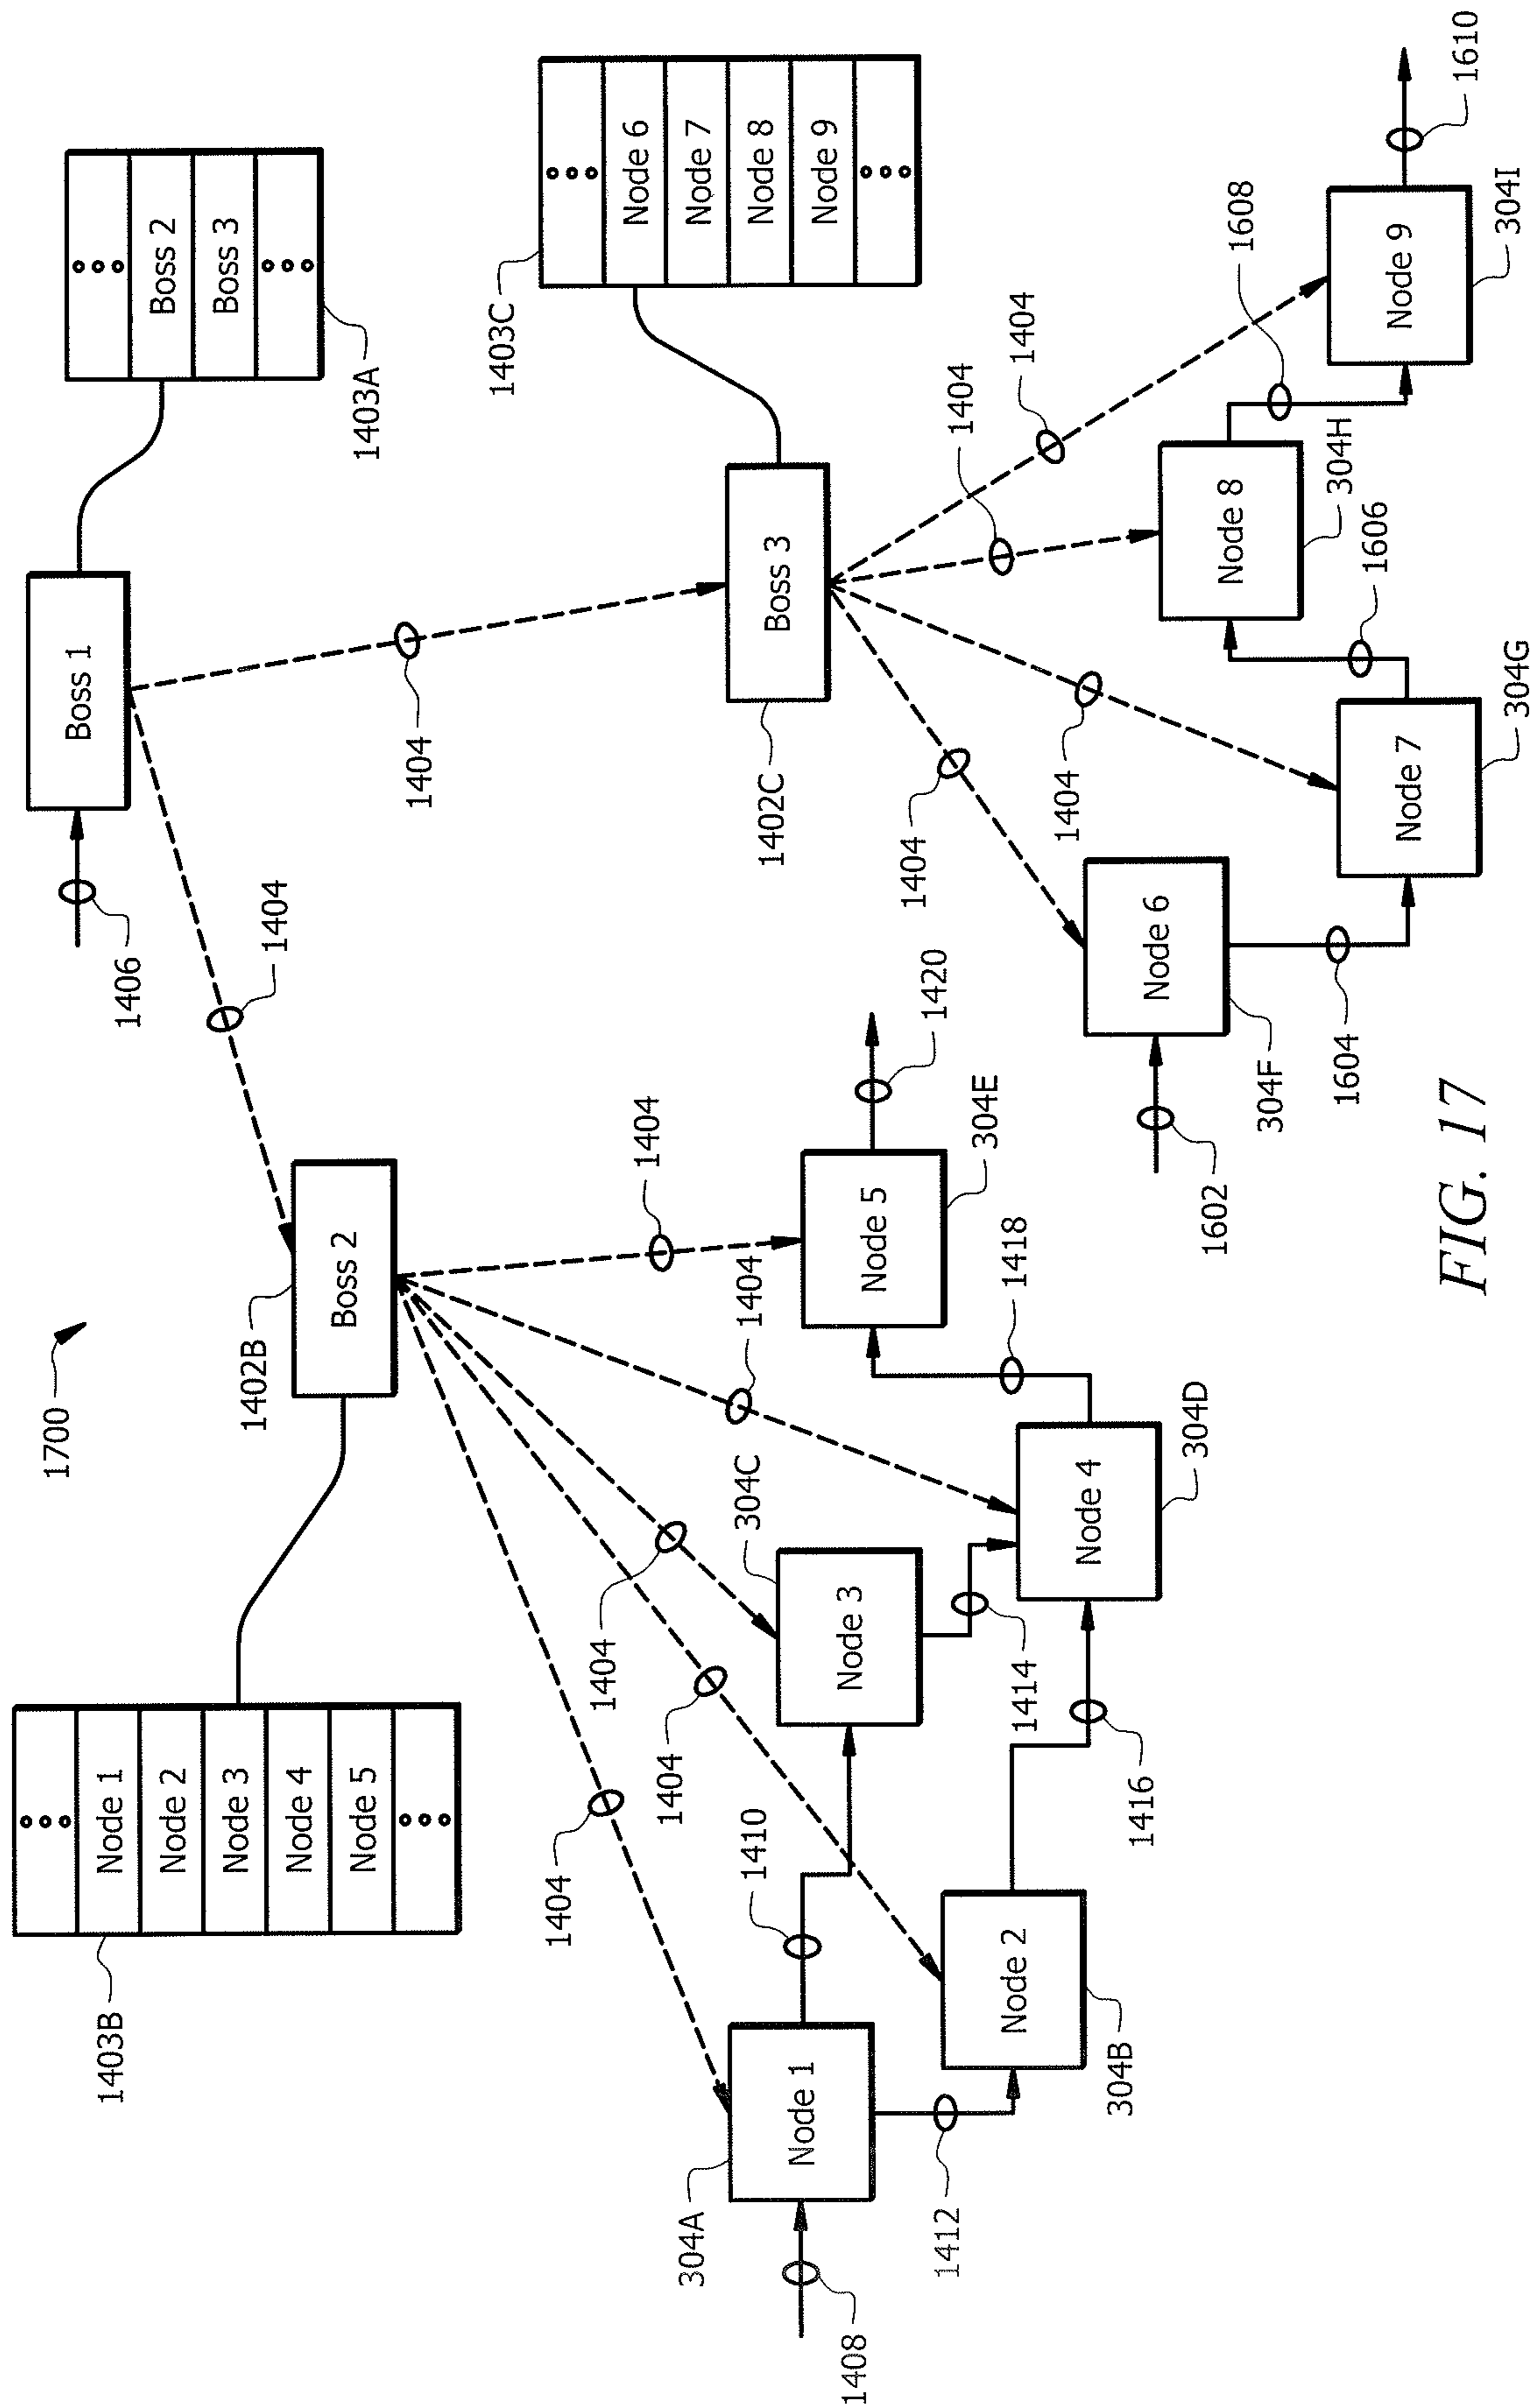 1700
1406
Boss 1
1404
1404
1403A
Boss 2
Boss 3
1403B
Node 1
Node 2
Node 3
Node 4
Node 5
1402B
Boss 2
1402C
Boss 3
1403C
Node 6
Node 7
Node 8
Node 9
1404
1404
1404
1404
1404
1404
1404
1404
1404
1408
304A
Node 1
1410
1412
304B
Node 2
304C
Node 3
1414
1416
Node 4
304D
1418
Node 5
304E
1420
1602
Node 6
304F
1604
Node 7
304G
1606
Node 8
304H
1608
Node 9
304I
1610
FIG. 17